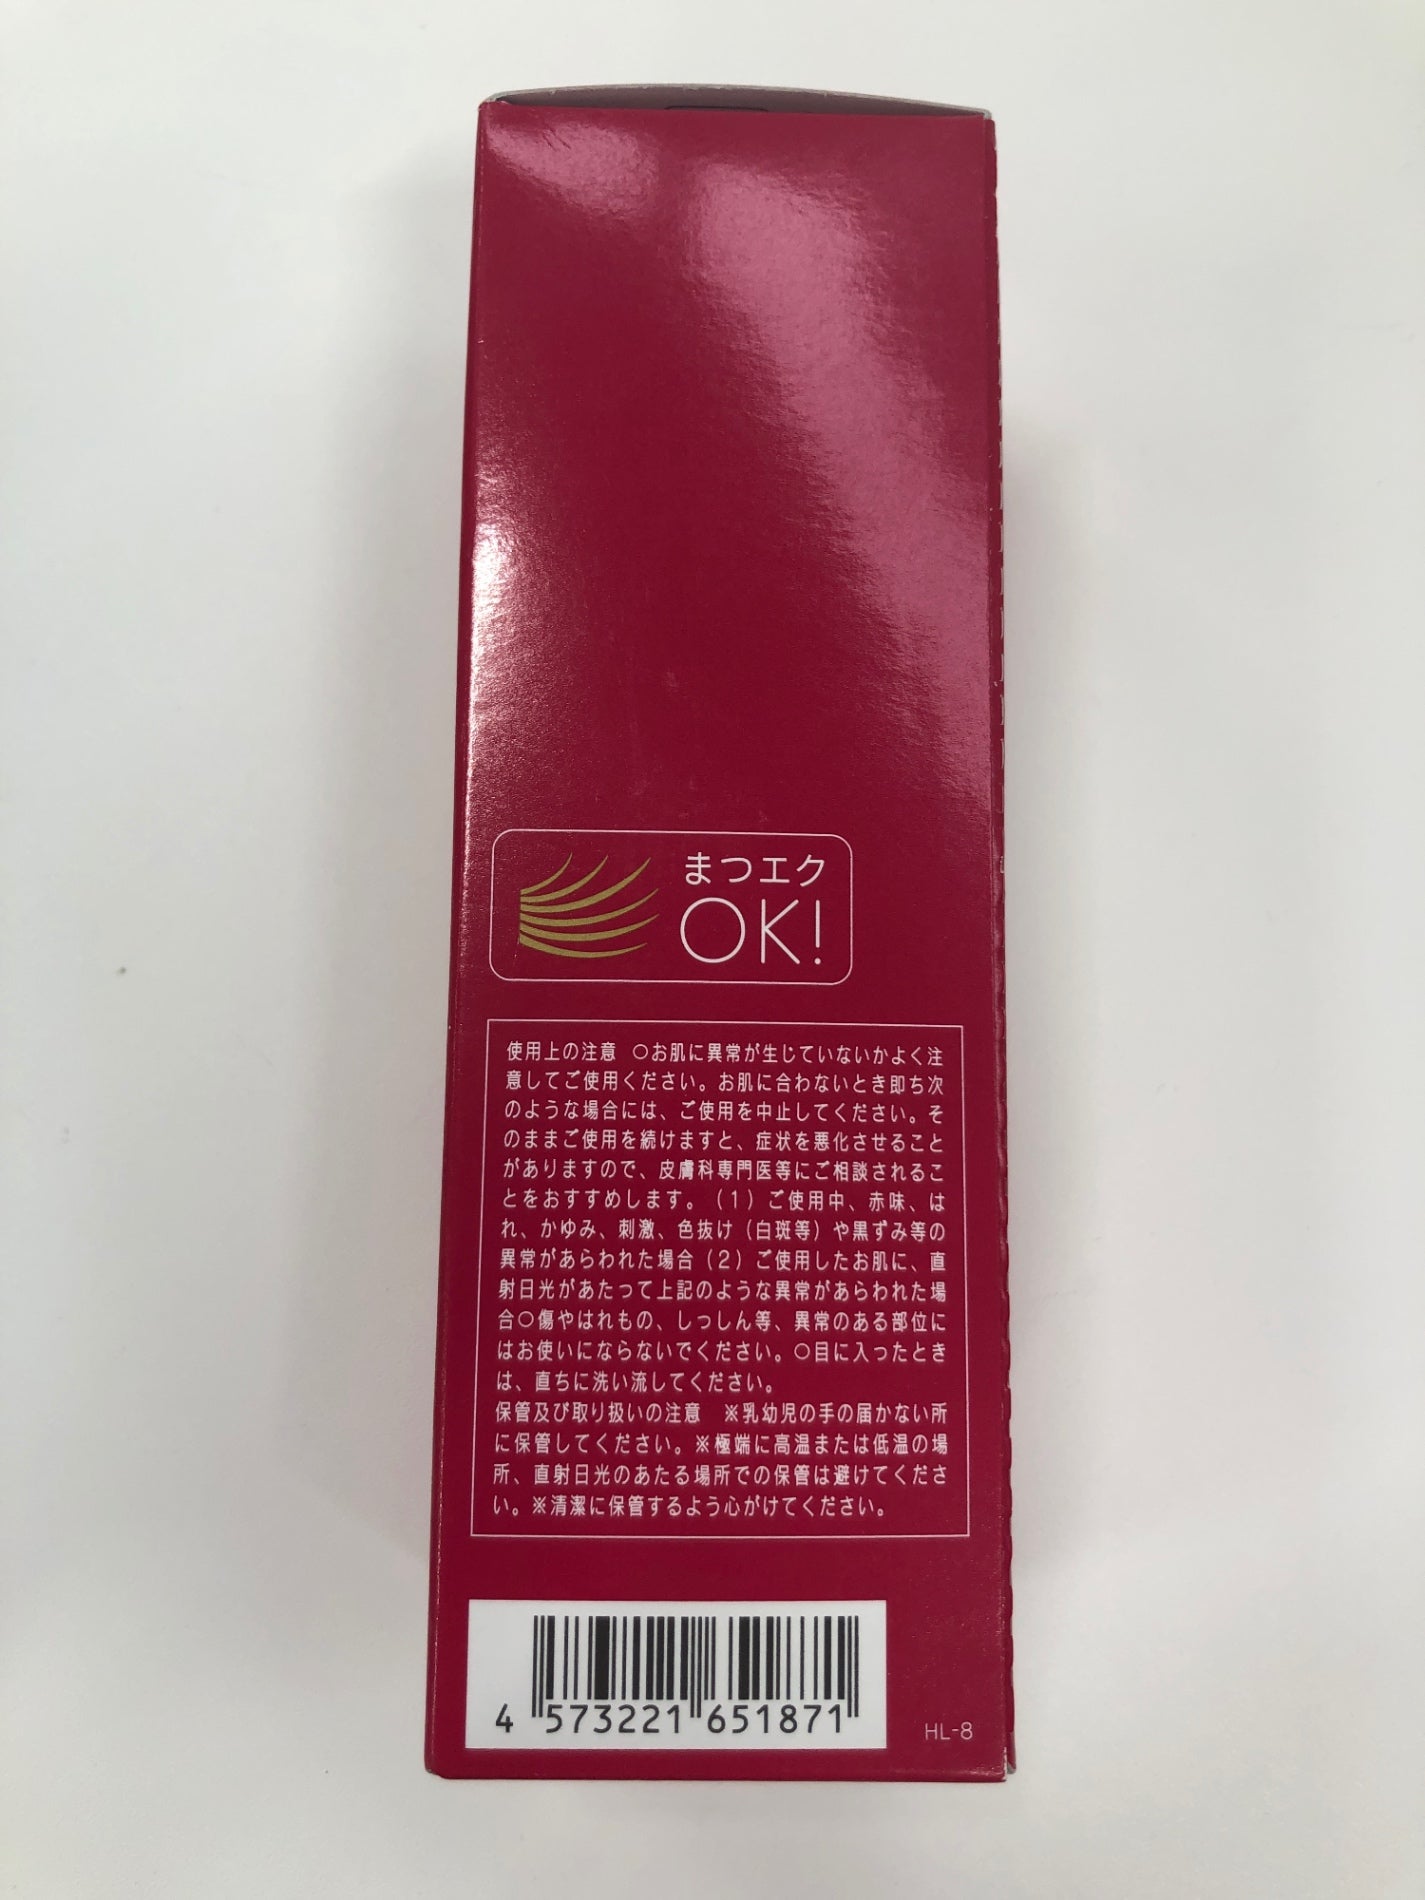 まつエク
OK!
使用上の注意 ○お肌に異常が生じていないかよく注
意してご使用ください。お肌に合わないとき即ち次
のような場合には、ご使用を中止してください。そ
のままご使用を続けますと、症状を悪化させること
がありますので、皮膚科専門医等にご相談されるこ
とをおすすめします。（1）ご使用中、赤味、は
れ、かゆみ、刺激、色抜け（白斑等）や黒ずみ等の
異常があらわれた場合（2）ご使用したお肌に、直
射日光があたって上記のような異常があらわれた場
合○傷やはれもの、しっしん等、異常のある部位に
はお使いにならないでください。○目に入ったとき
は、直ちに洗い流してください。
保管及び取り扱いの注意 ※乳幼児の手の届かない所
に保管してください。※極端に高温または低温の場
所、直射日光のあたる場所での保管は避けてくださ
い。※清潔に保管するよう心がけてください。
4 573221 651871
HL-8